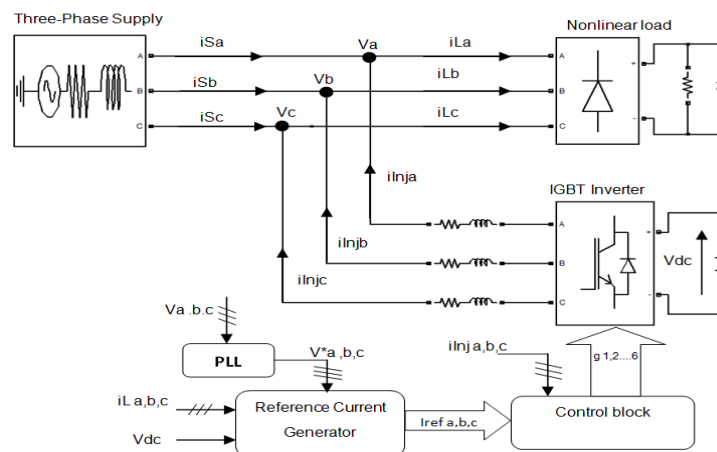 Three-Phase Supply
Nonlinear load
iSa
Va
iLa
A
A
+
iSb
Vb
iLb
B
B
iSc
Vc
iLc
C
C
-
iInja
IGBT Inverter
A
+
iInjb
Vdc
B
iInjc
C
-
Va.b.c
PLL
V*a,b,c
iInj a,b,c
g 1,2....6
iL a,b,c
Reference Current
Generator
Iref a,b,c
Control block
Vdc